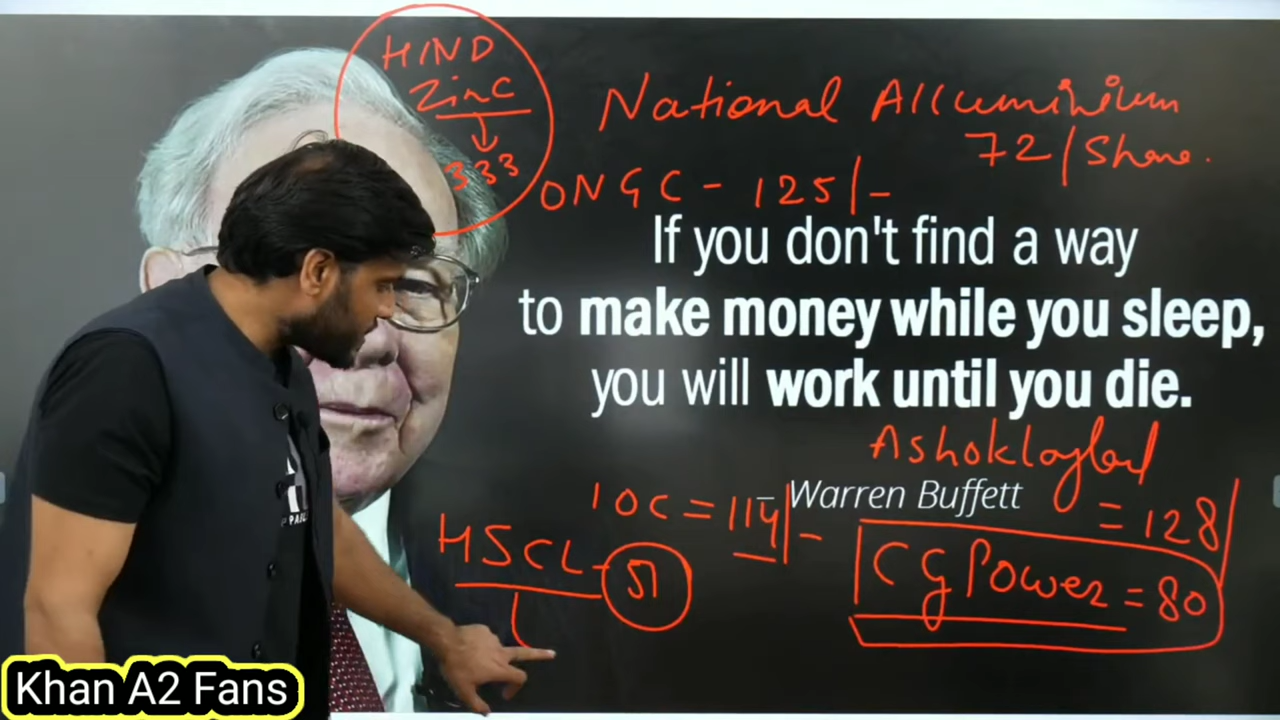 HIND
Zinc
333
National Alluminium
72/Share.
ONGC - 125/-
If you don't find a way
to make money while you sleep,
you will work until you die.
Ashokleyland
= 128/
IOC = 114/-
– Warren Buffett
HSCL - 51
CG Power = 80
Khan A2 Fans